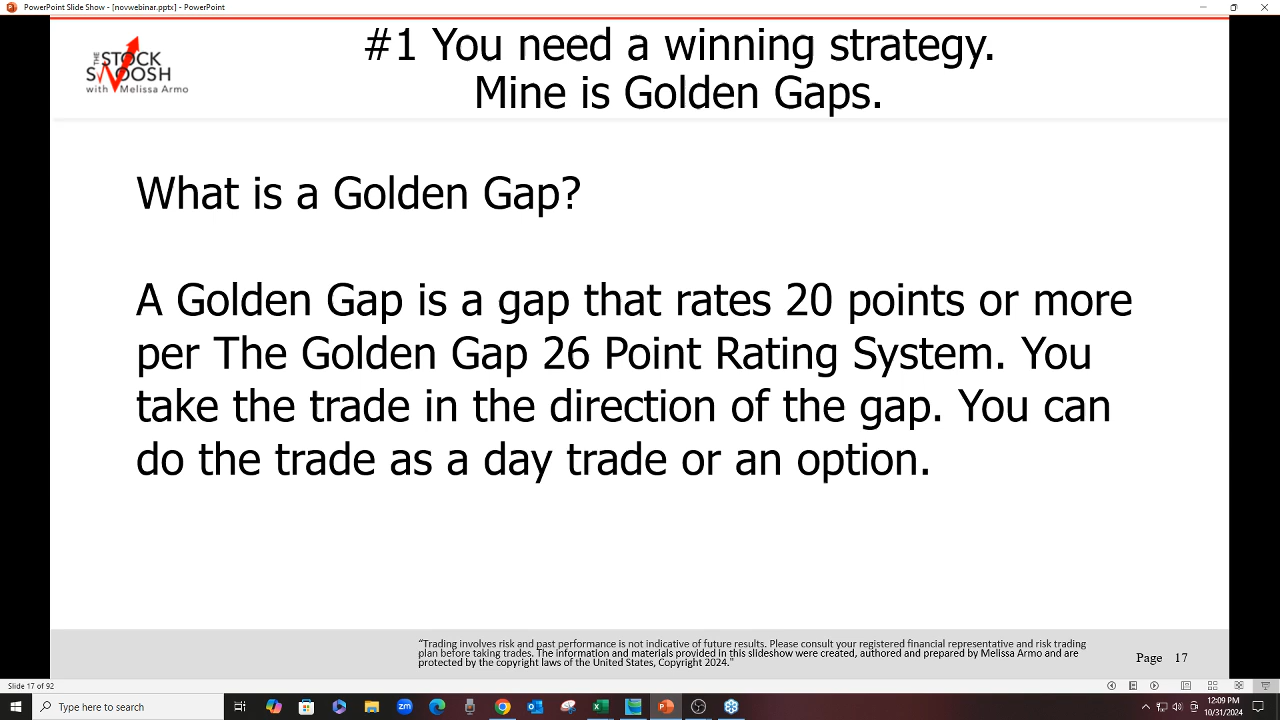 PowerPoint Slide Show - [novwebinar.pptx] - PowerPoint
THE
STOCK
SWOOSH
with Melissa Armo
#1 You need a winning strategy.
Mine is Golden Gaps.
What is a Golden Gap?
A Golden Gap is a gap that rates 20 points or more
per The Golden Gap 26 Point Rating System. You
take the trade in the direction of the gap. You can
do the trade as a day trade or an option.
"Trading involves risk and past performance is not indicative of future results. Please consult your registered financial representative and risk trading
plan before taking trades. The information and materials provided in this slideshow were created, authored and prepared by Melissa Armo and are
protected by the copyright laws of the United States, Copyright 2024."
Page 17
Slide 17 of 92
Type here to search
12:09 PM
10/31/2024